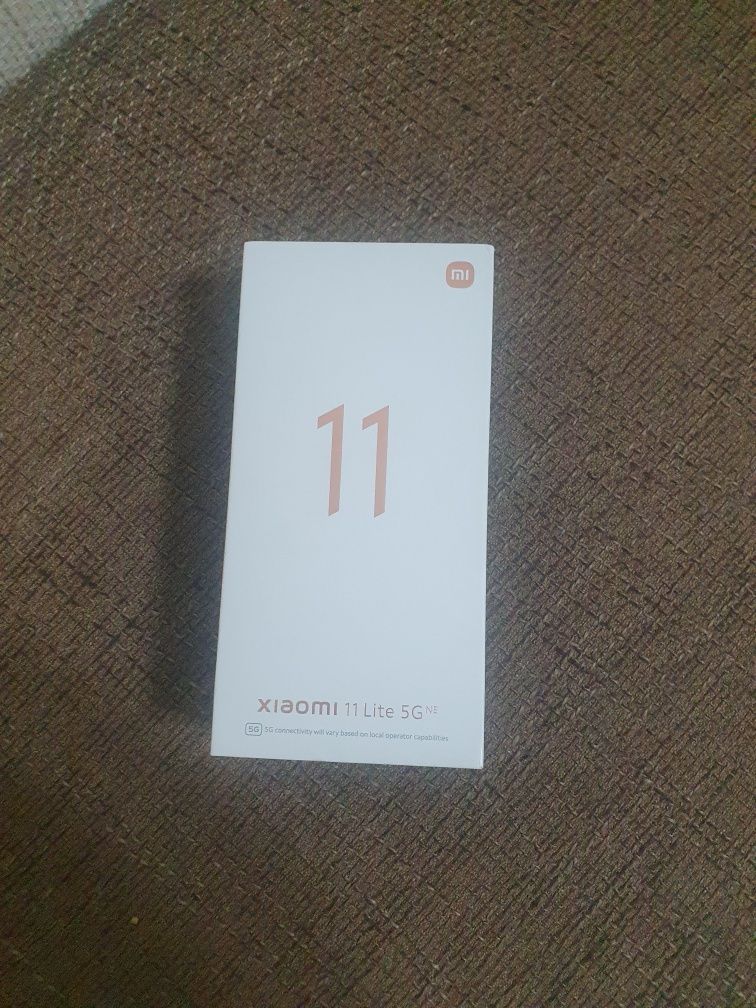 mi
11
xiaomi 11 Lite 5G NE
5G 5G connectivity will vary based on local operator capabilities